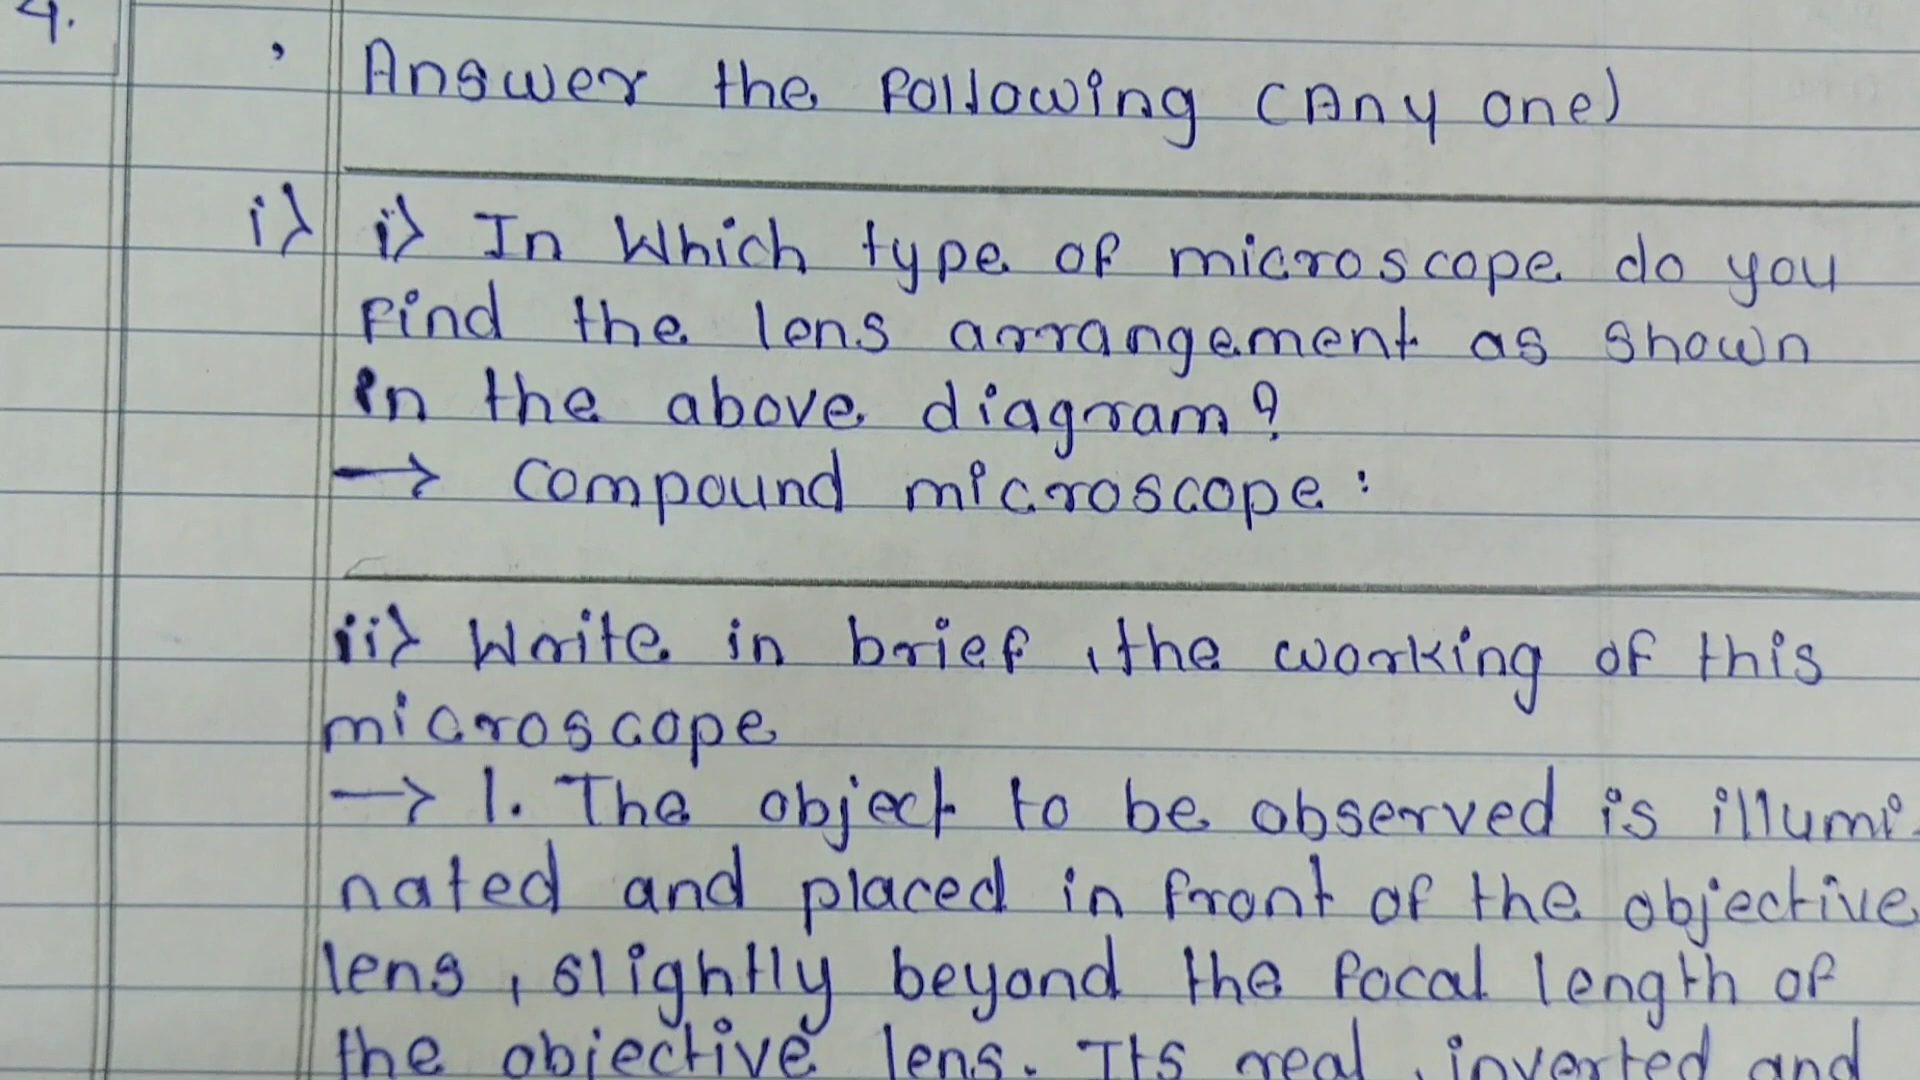 4.
, Answer the following (Any one)
i) i) In Which type of microscope do you
find the lens arrangement as shown
in the above diagram?
→ compound microscope:
ii) Write in brief, the working of this
microscope
→ 1. The object to be observed is illumi-
nated and placed in front of the objective
lens, slightly beyond the focal length of
the objective lens. Its real, inverted and